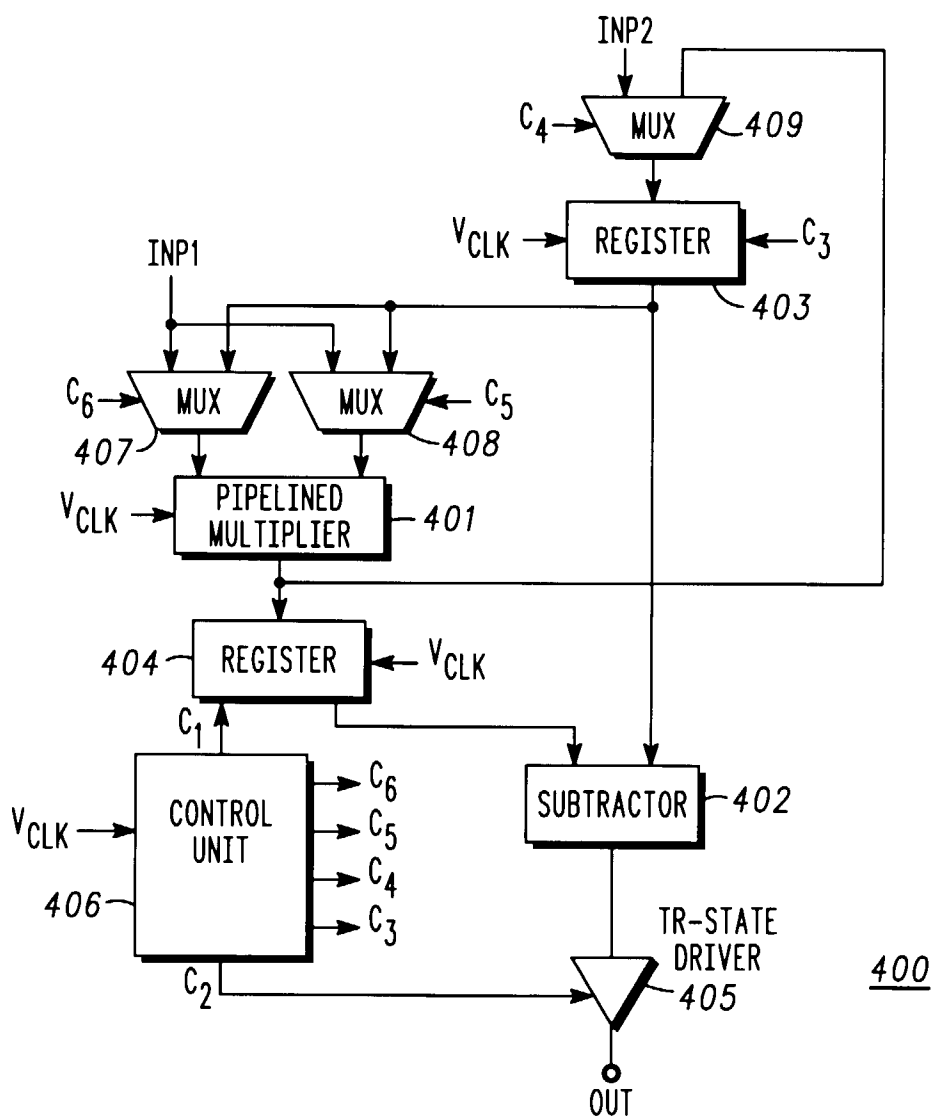 INP2
C4
MUX
409
VCLK
REGISTER
C3
403
INP1
C6
MUX
MUX
C5
407
408
VCLK
PIPELINED
MULTIPLIER
401
404
REGISTER
VCLK
C1
C6
VCLK
CONTROL
UNIT
C5
SUBTRACTOR
402
C4
406
C3
TR-STATE
DRIVER
C2
405
400
OUT